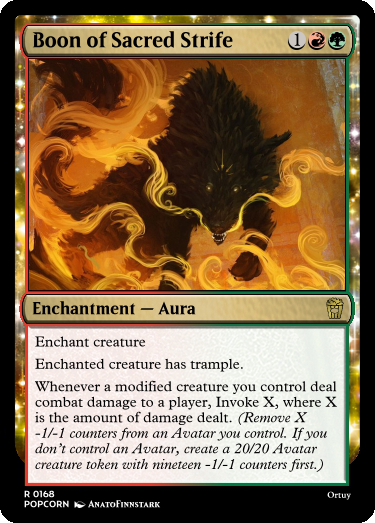 Boon of Sacred Strife 1
Enchantment — Aura
Enchant creature
Enchanted creature has trample.
Whenever a modified creature you control deal
combat damage to a player, Invoke X, where X
is the amount of damage dealt. (Remove X
-1/-1 counters from an Avatar you control. If you
don't control an Avatar, create a 20/20 Avatar
creature token with nineteen -1/-1 counters first.)
R 0168 Ortuy
POPCORN AnatoFinnstark